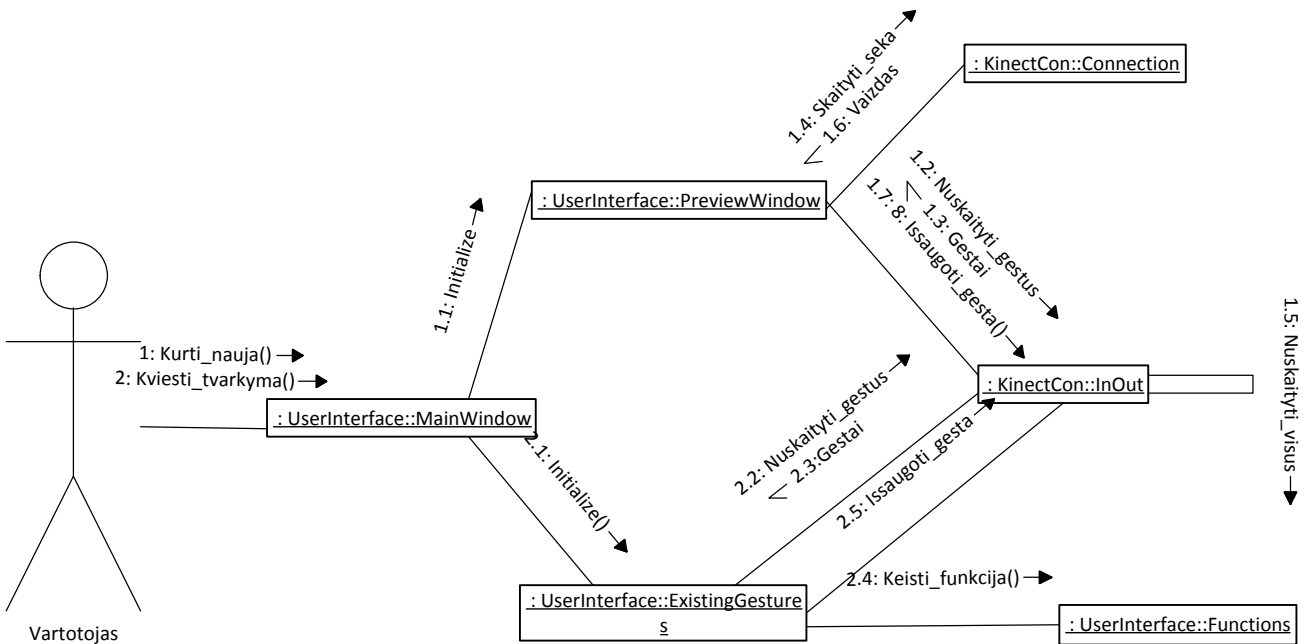 1.4: Skaityti_seka
1.6: Vaizdas
: KinectCon::Connection
1.2: Nuskaityti_gestus
1.3: Gestai
1.7: 8: Issaugoti_gesta()
: UserInterface::PreviewWindow
1.1: Initialize
1.5: Nuskaityti_visus
1: Kurti_nauja()
2: Kviesti_tvarkyma()
: UserInterface::MainWindow
: KinectCon::InOut
2.1: Initialize()
2.2: Nuskaityti_gestus
2.3:Gestai
2.5: Issaugoti_gesta
2.4: Keisti_funkcija()
: UserInterface::ExistingGesture
s
: UserInterface::Functions
Vartotojas